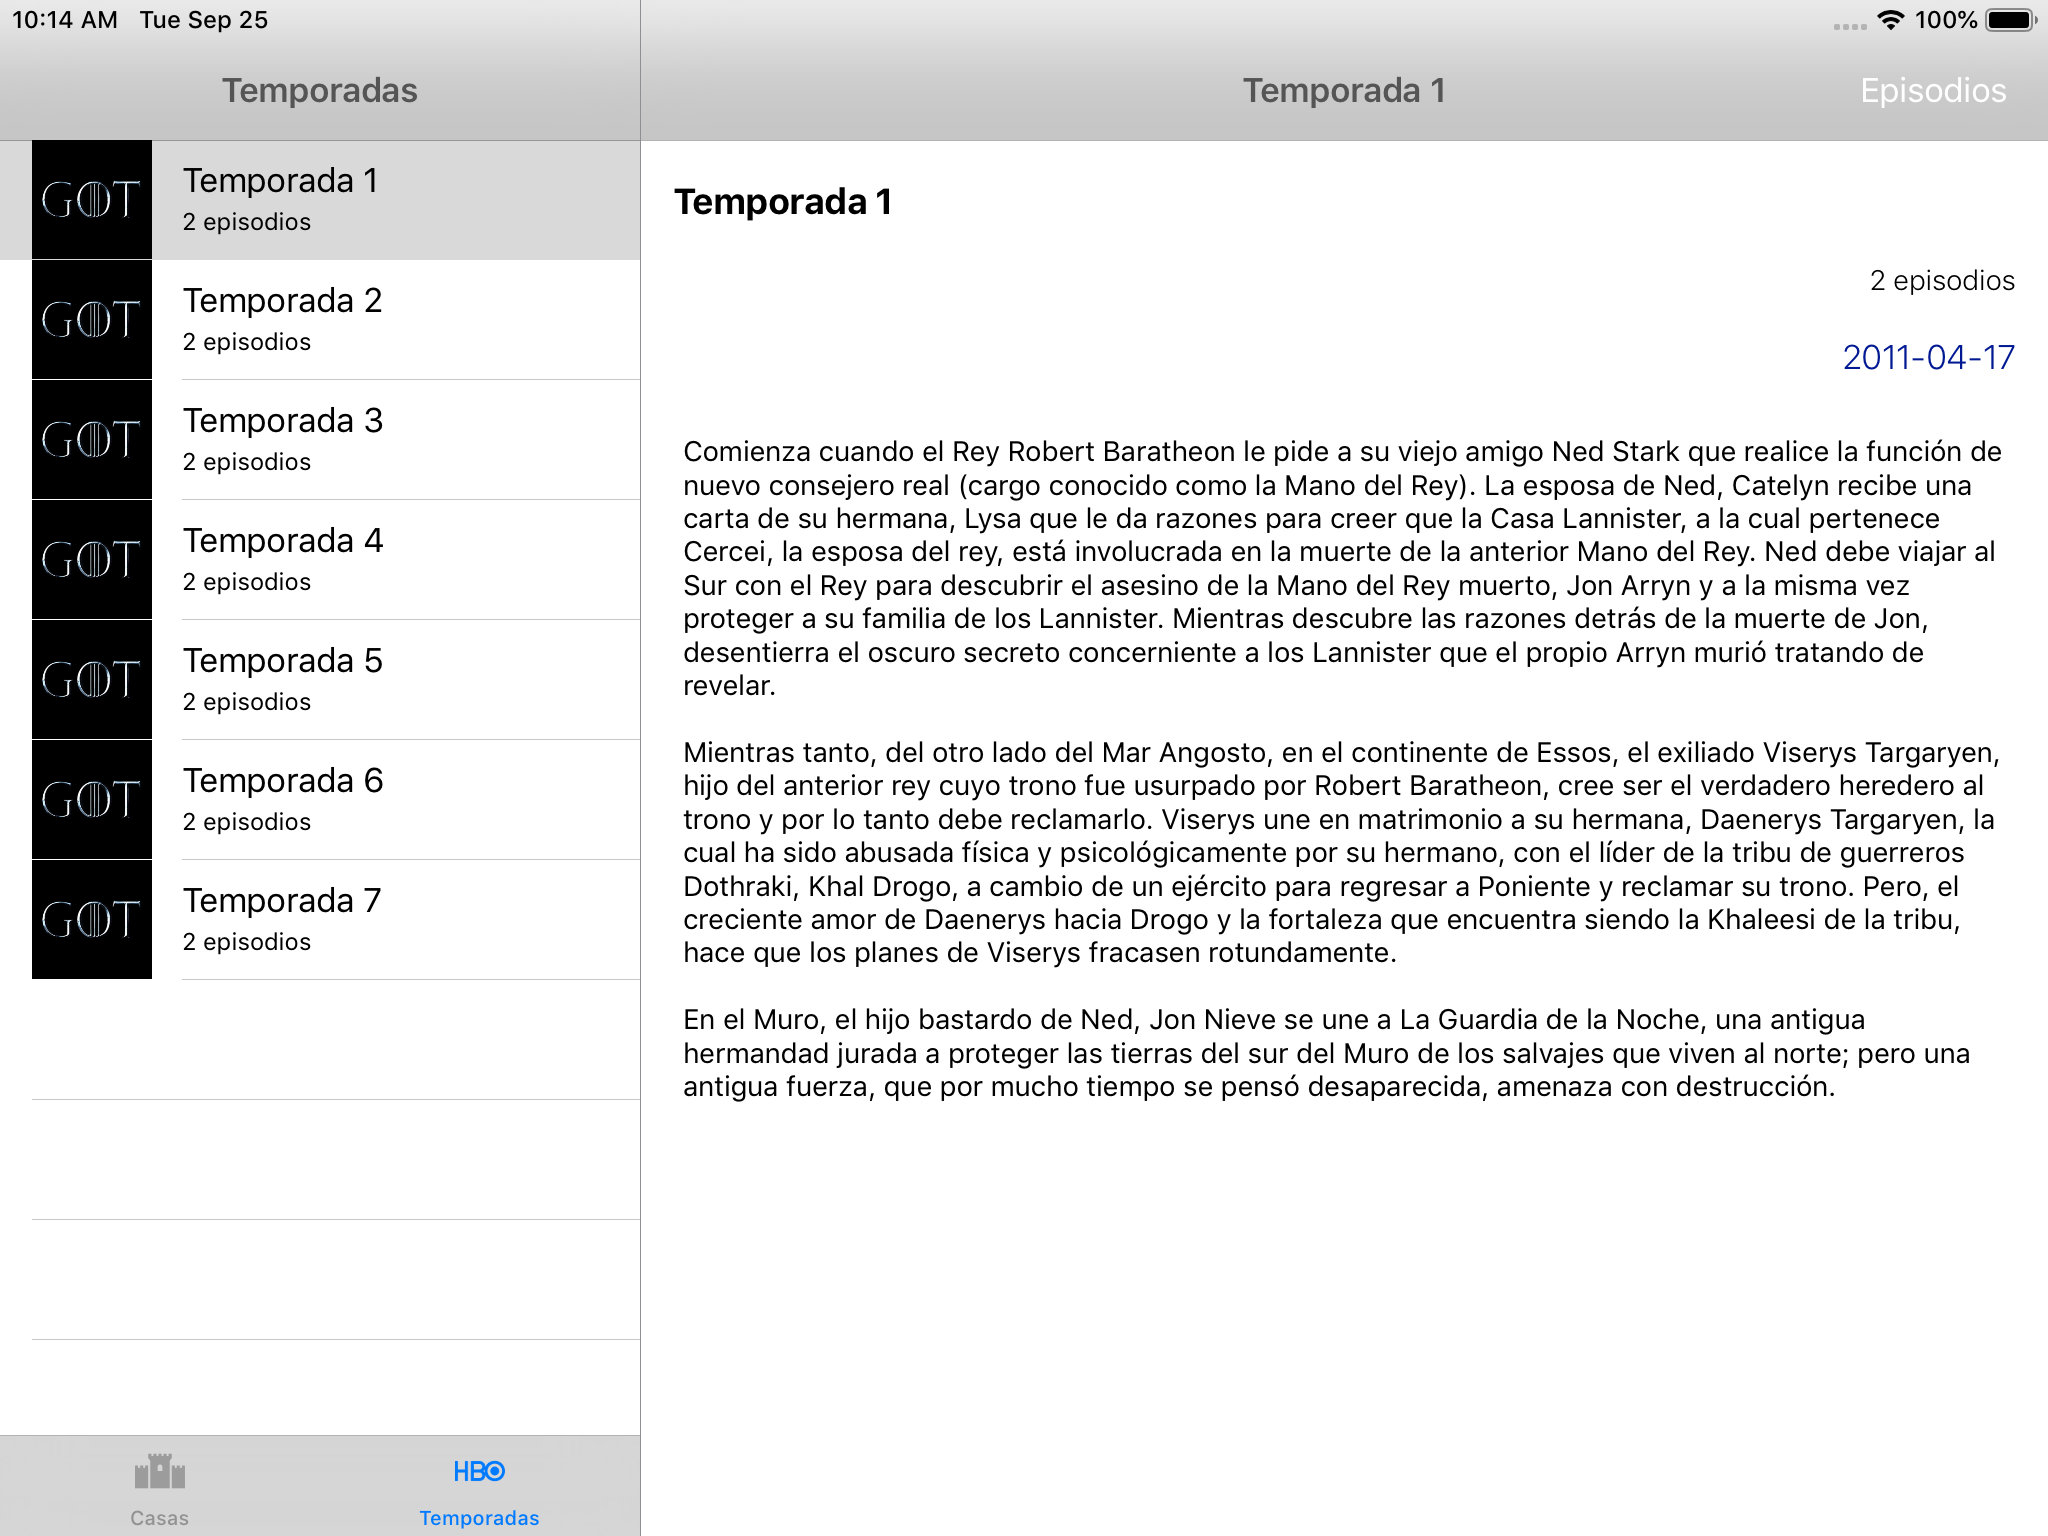 10:14 AM Tue Sep 25
100%
Temporadas
GOT
Temporada 1
2 episodios
GOT
Temporada 2
2 episodios
GOT
Temporada 3
2 episodios
GOT
Temporada 4
2 episodios
GOT
Temporada 5
2 episodios
GOT
Temporada 6
2 episodios
GOT
Temporada 7
2 episodios
Casas
HBO
Temporadas
Temporada 1
Episodios
Temporada 1
2 episodios
2011-04-17
Comienza cuando el Rey Robert Baratheon le pide a su viejo amigo Ned Stark que realice la función de
nuevo consejero real (cargo conocido como la Mano del Rey). La esposa de Ned, Catelyn recibe una
carta de su hermana, Lysa que le da razones para creer que la Casa Lannister, a la cual pertenece
Cercei, la esposa del rey, está involucrada en la muerte de la anterior Mano del Rey. Ned debe viajar al
Sur con el Rey para descubrir el asesino de la Mano del Rey muerto, Jon Arryn y a la misma vez
proteger a su familia de los Lannister. Mientras descubre las razones detrás de la muerte de Jon,
desentierra el oscuro secreto concerniente a los Lannister que el propio Arryn murió tratando de
revelar.
Mientras tanto, del otro lado del Mar Angosto, en el continente de Essos, el exiliado Viserys Targaryen,
hijo del anterior rey cuyo trono fue usurpado por Robert Baratheon, cree ser el verdadero heredero al
trono y por lo tanto debe reclamarlo. Viserys une en matrimonio a su hermana, Daenerys Targaryen, la
cual ha sido abusada física y psicológicamente por su hermano, con el líder de la tribu de guerreros
Dothraki, Khal Drogo, a cambio de un ejército para regresar a Poniente y reclamar su trono. Pero, el
creciente amor de Daenerys hacia Drogo y la fortaleza que encuentra siendo la Khaleesi de la tribu,
hace que los planes de Viserys fracasen rotundamente.
En el Muro, el hijo bastardo de Ned, Jon Nieve se une a La Guardia de la Noche, una antigua
hermandad jurada a proteger las tierras del sur del Muro de los salvajes que viven al norte; pero una
antigua fuerza, que por mucho tiempo se pensó desaparecida, amenaza con destrucción.